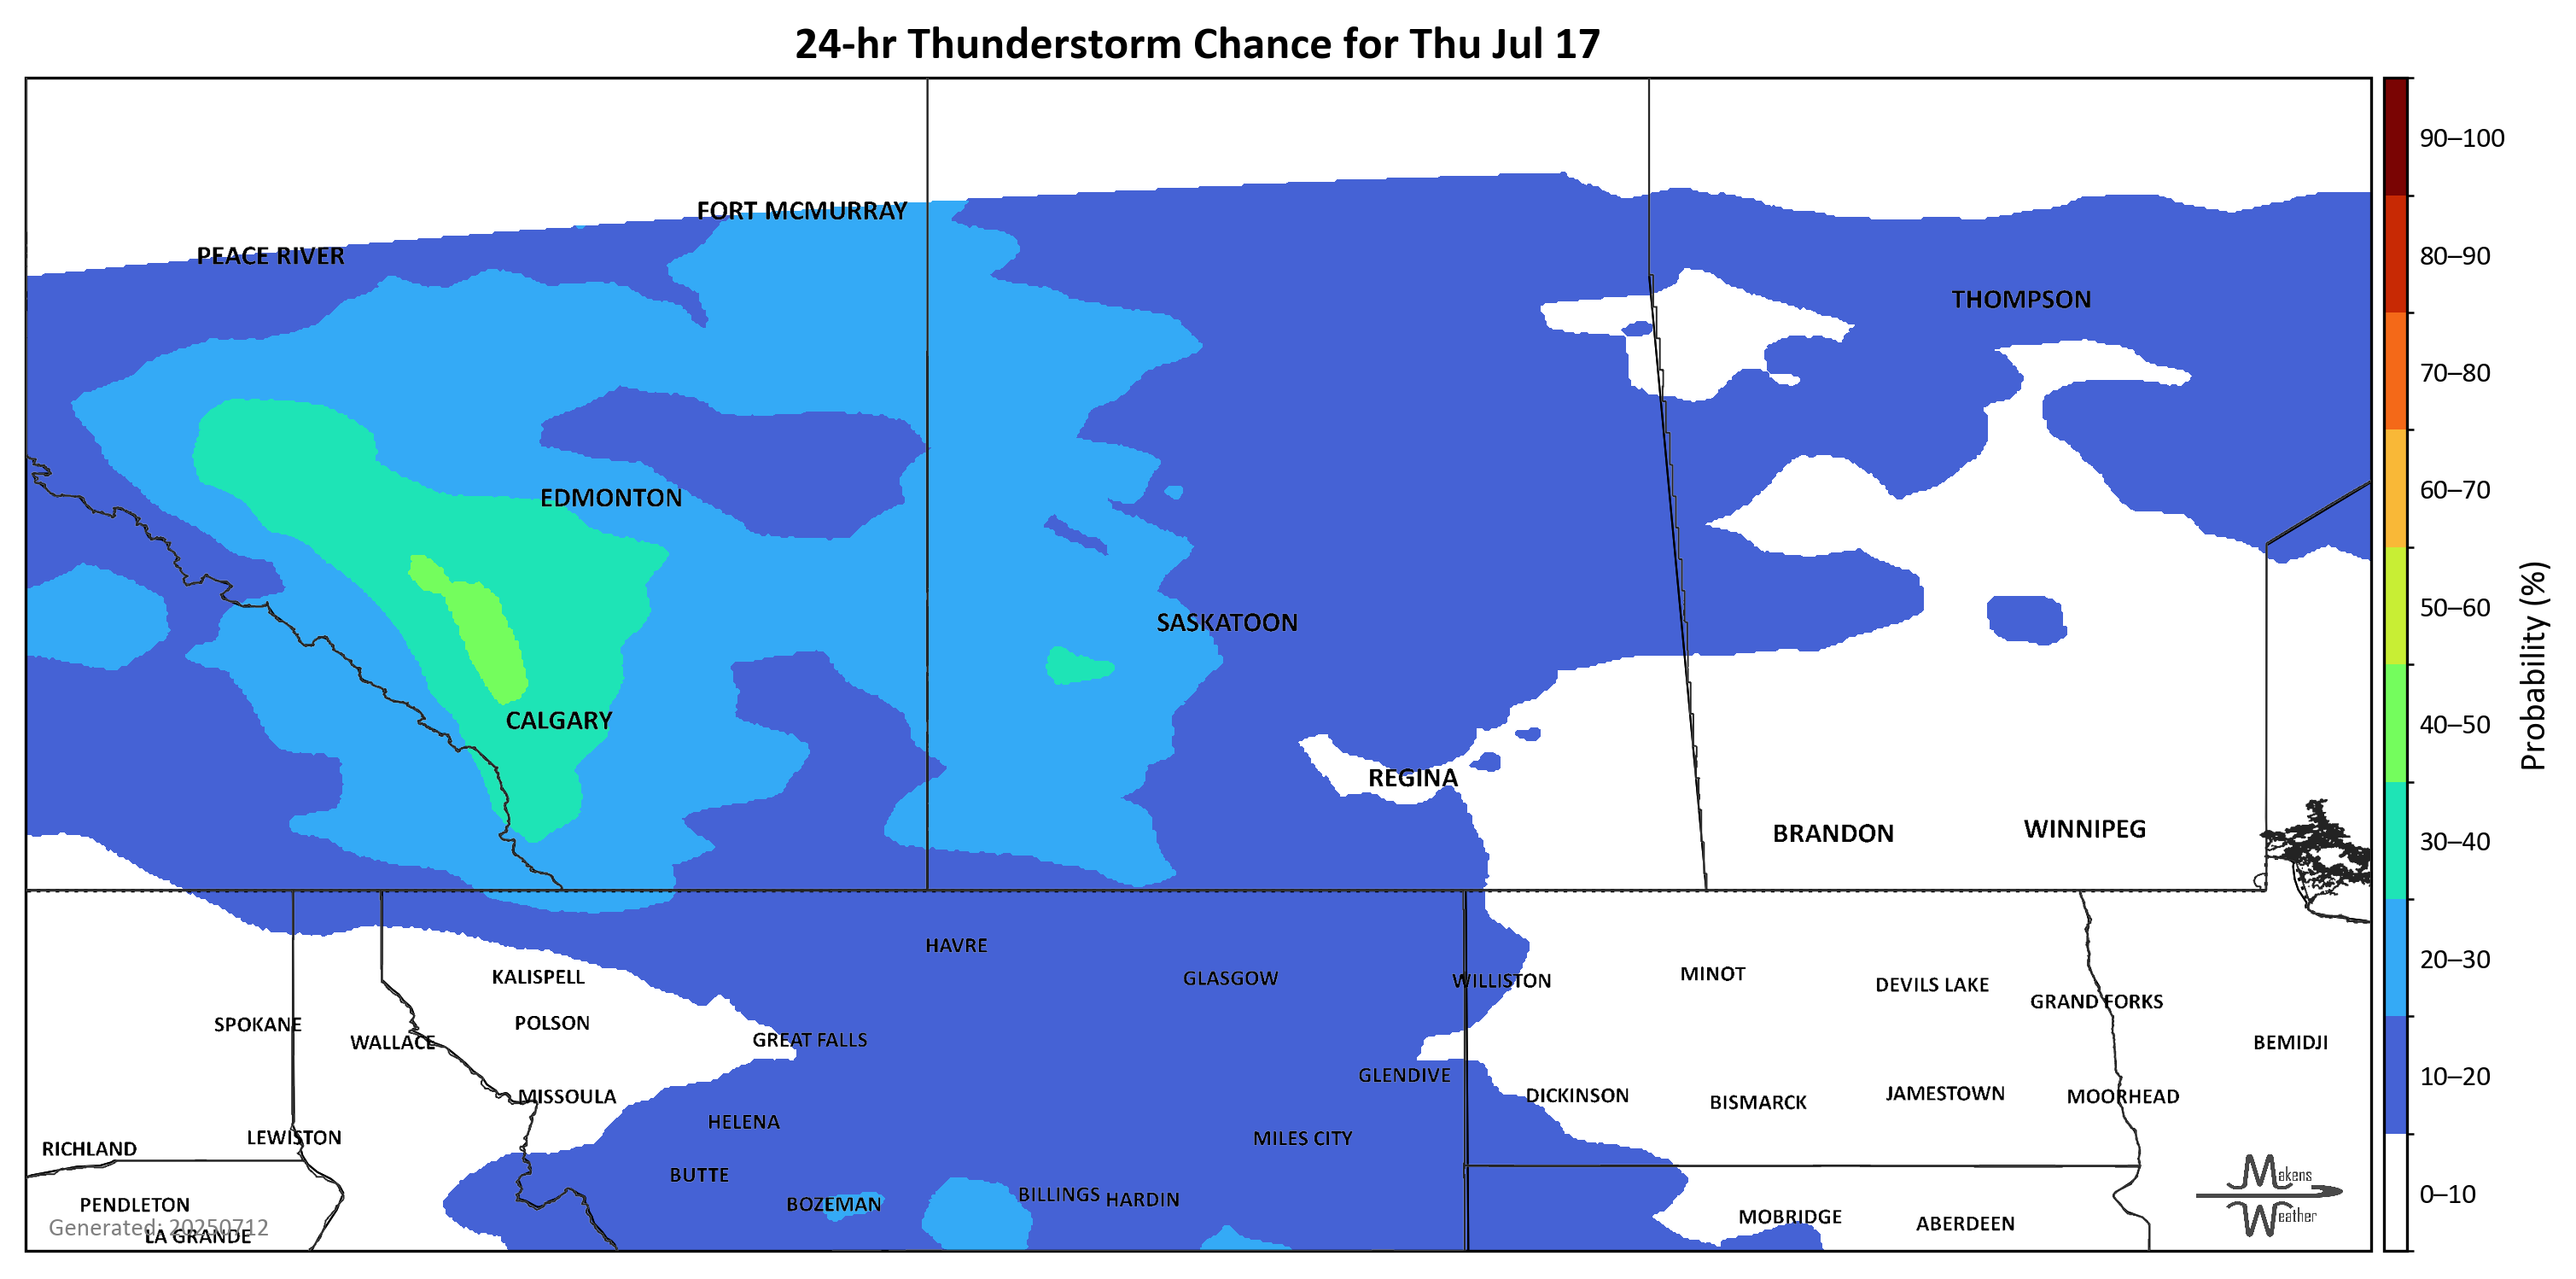 24-hr Thunderstorm Chance for Thu Jul 17
90–100
FORT MCMURRAY
PEACE RIVER
80–90
THOMPSON
70–80
60–70
EDMONTON
50–60
SASKATOON
Probability (%)
CALGARY
40–50
REGINA
BRANDON
WINNIPEG
30–40
HAVRE
20–30
KALISPELL
GLASGOW
WILLISTON
MINOT
DEVILS LAKE
GRAND FORKS
SPOKANE
POLSON
WALLACE
GREAT FALLS
BEMIDJI
GLENDIVE
10–20
MISSOULA
DICKINSON
BISMARCK
JAMESTOWN
MOORHEAD
HELENA
LEWISTON
MILES CITY
RICHLAND
BUTTE
Makens
Weather
0–10
BILLINGS
HARDIN
PENDLETON
BOZEMAN
MOBRIDGE
ABERDEEN
Generated: 20250712
LA GRANDE